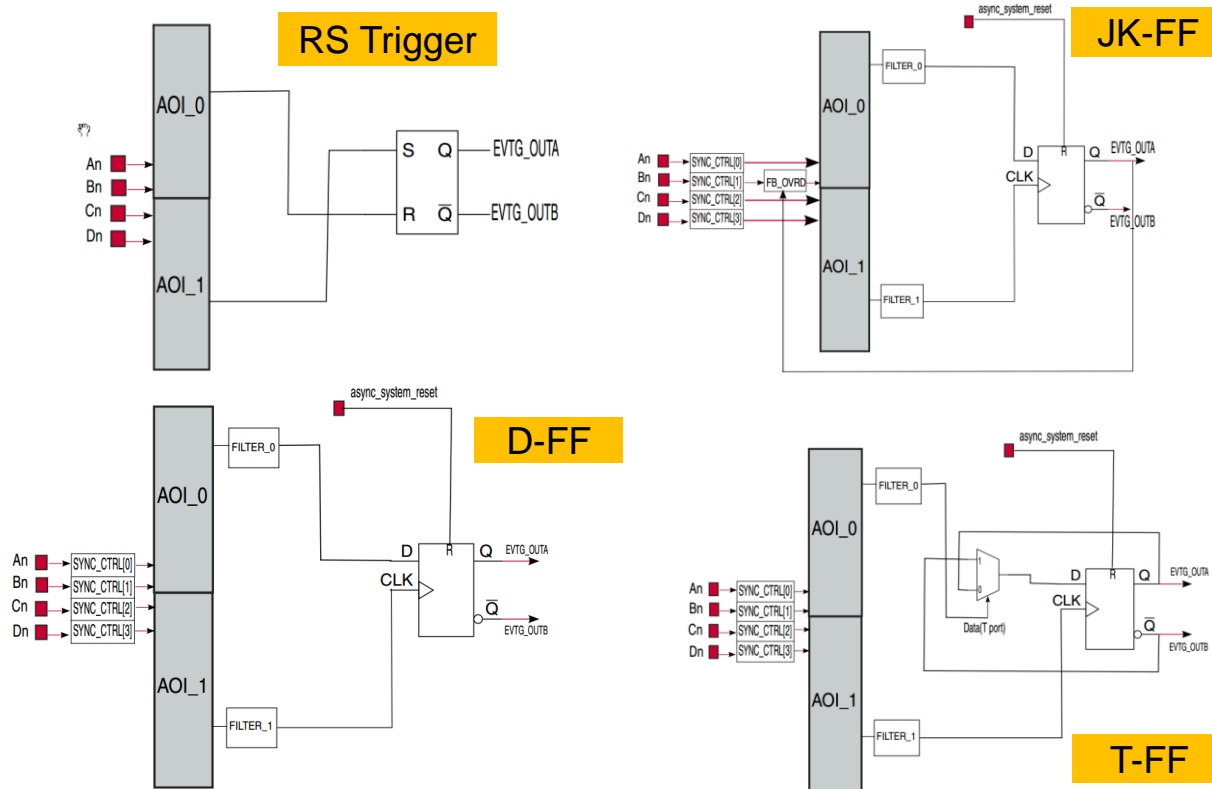 RS Trigger
AOI_0
An
Bn
Cn
Dn
AOI_1
S Q EVTG_OUTA
R Q EVTG_OUTB
async_system_reset
JK-FF
FILTER_0
AOI_0
An SYNC_CTRL[0]
Bn SYNC_CTRL[1] FB_OVRD
Cn SYNC_CTRL[2]
Dn SYNC_CTRL[3]
AOI_1
FILTER_1
R
D Q EVTG_OUTA
CLK
Q
EVTG_OUTB
async_system_reset
D-FF
FILTER_0
AOI_0
An SYNC_CTRL[0]
Bn SYNC_CTRL[1]
Cn SYNC_CTRL[2]
Dn SYNC_CTRL[3]
AOI_1
FILTER_1
R
D Q EVTG_OUTA
CLK
Q
EVTG_OUTB
async_system_reset
FILTER_0
AOI_0
An SYNC_CTRL[0]
Bn SYNC_CTRL[1]
Cn SYNC_CTRL[2]
Dn SYNC_CTRL[3]
AOI_1
FILTER_1
1
0
Data(T port)
R
D Q EVTG_OUTA
CLK
Q
EVTG_OUTB
T-FF